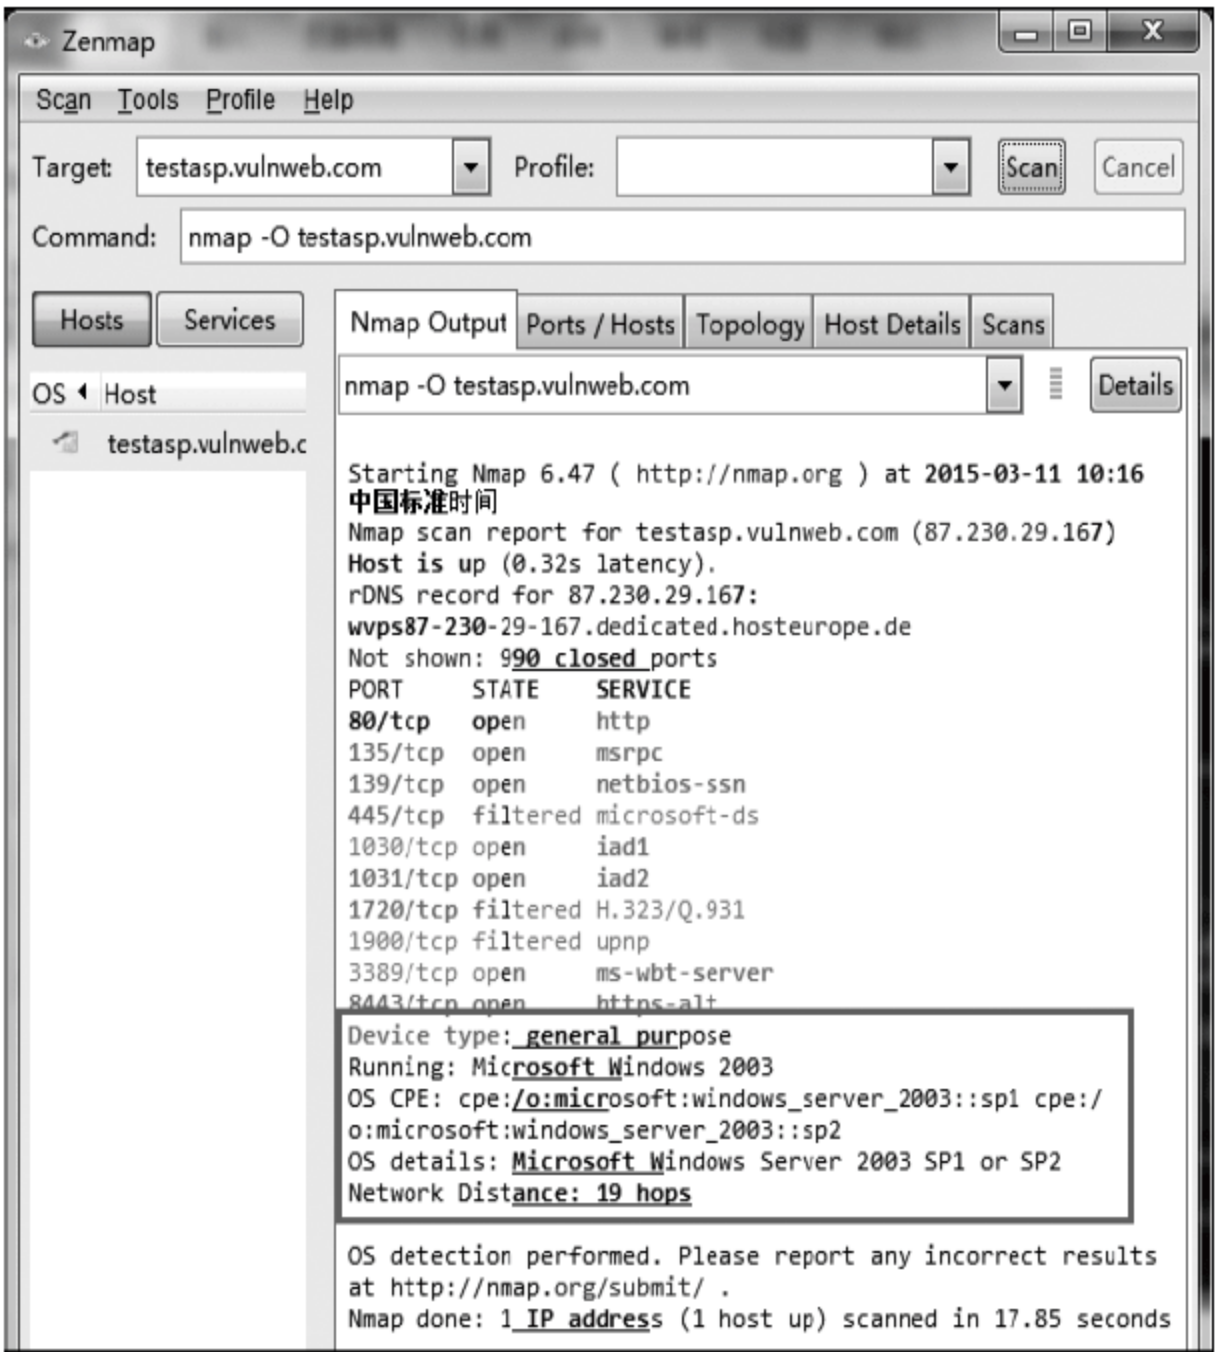 Zenmap
Scan Tools Profile Help
Target: testasp.vulnweb.com Profile: Scan Cancel
Command: nmap -O testasp.vulnweb.com
Hosts Services Nmap Output Ports / Hosts Topology Host Details Scans
nmap -O testasp.vulnweb.com Details
OS Host
testasp.vulnweb.c
Starting Nmap 6.47 ( http://nmap.org ) at 2015-03-11 10:16
中国标准时间
Nmap scan report for testasp.vulnweb.com (87.230.29.167)
Host is up (0.32s latency).
rDNS record for 87.230.29.167:
wvps87-230-29-167.dedicated.hosteurope.de
Not shown: 990 closed ports
PORT STATE SERVICE
80/tcp open http
135/tcp open msrpc
139/tcp open netbios-ssn
445/tcp filtered microsoft-ds
1030/tcp open iad1
1031/tcp open iad2
1720/tcp filtered H.323/Q.931
1900/tcp filtered upnp
3389/tcp open ms-wbt-server
8443/tcp open https-alt
Device type: general purpose
Running: Microsoft Windows 2003
OS CPE: cpe:/o:microsoft:windows_server_2003::sp1 cpe:/
o:microsoft:windows_server_2003::sp2
OS details: Microsoft Windows Server 2003 SP1 or SP2
Network Distance: 19 hops
OS detection performed. Please report any incorrect results
at http://nmap.org/submit/ .
Nmap done: 1 IP address (1 host up) scanned in 17.85 seconds